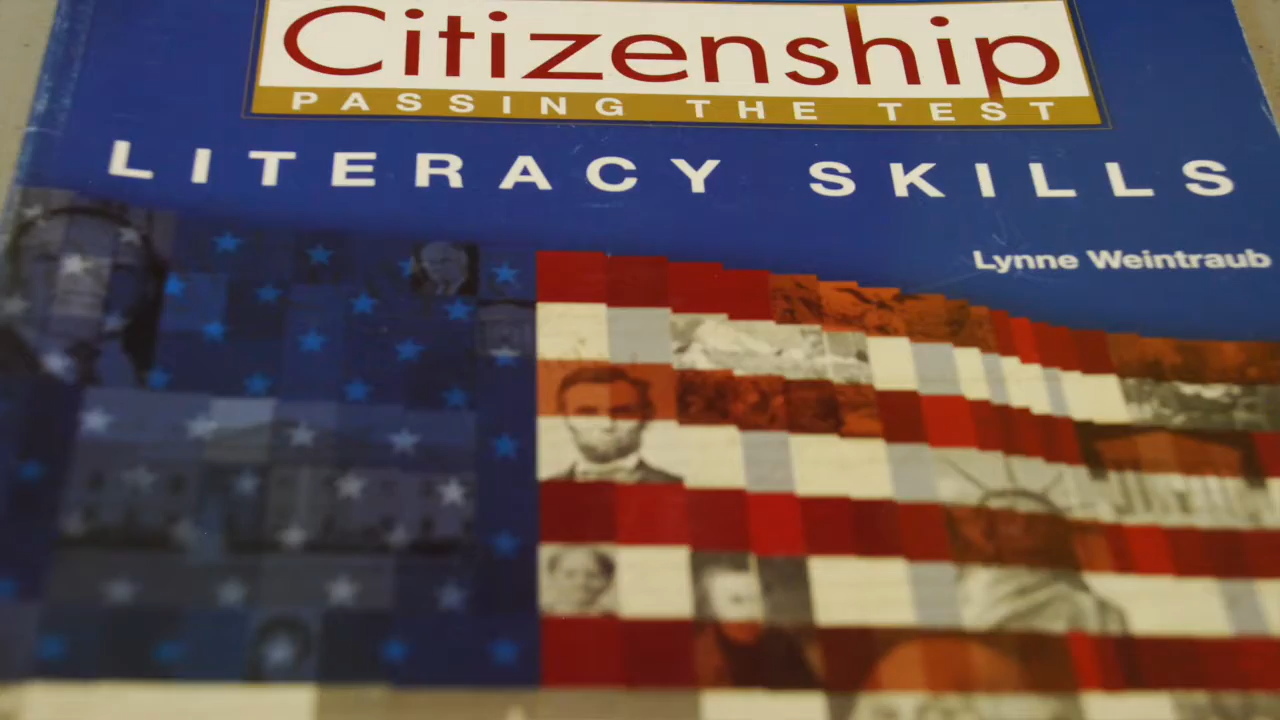 Citizenship
PASSING THE TEST
LITERACY SKILLS
Lynne Weintraub